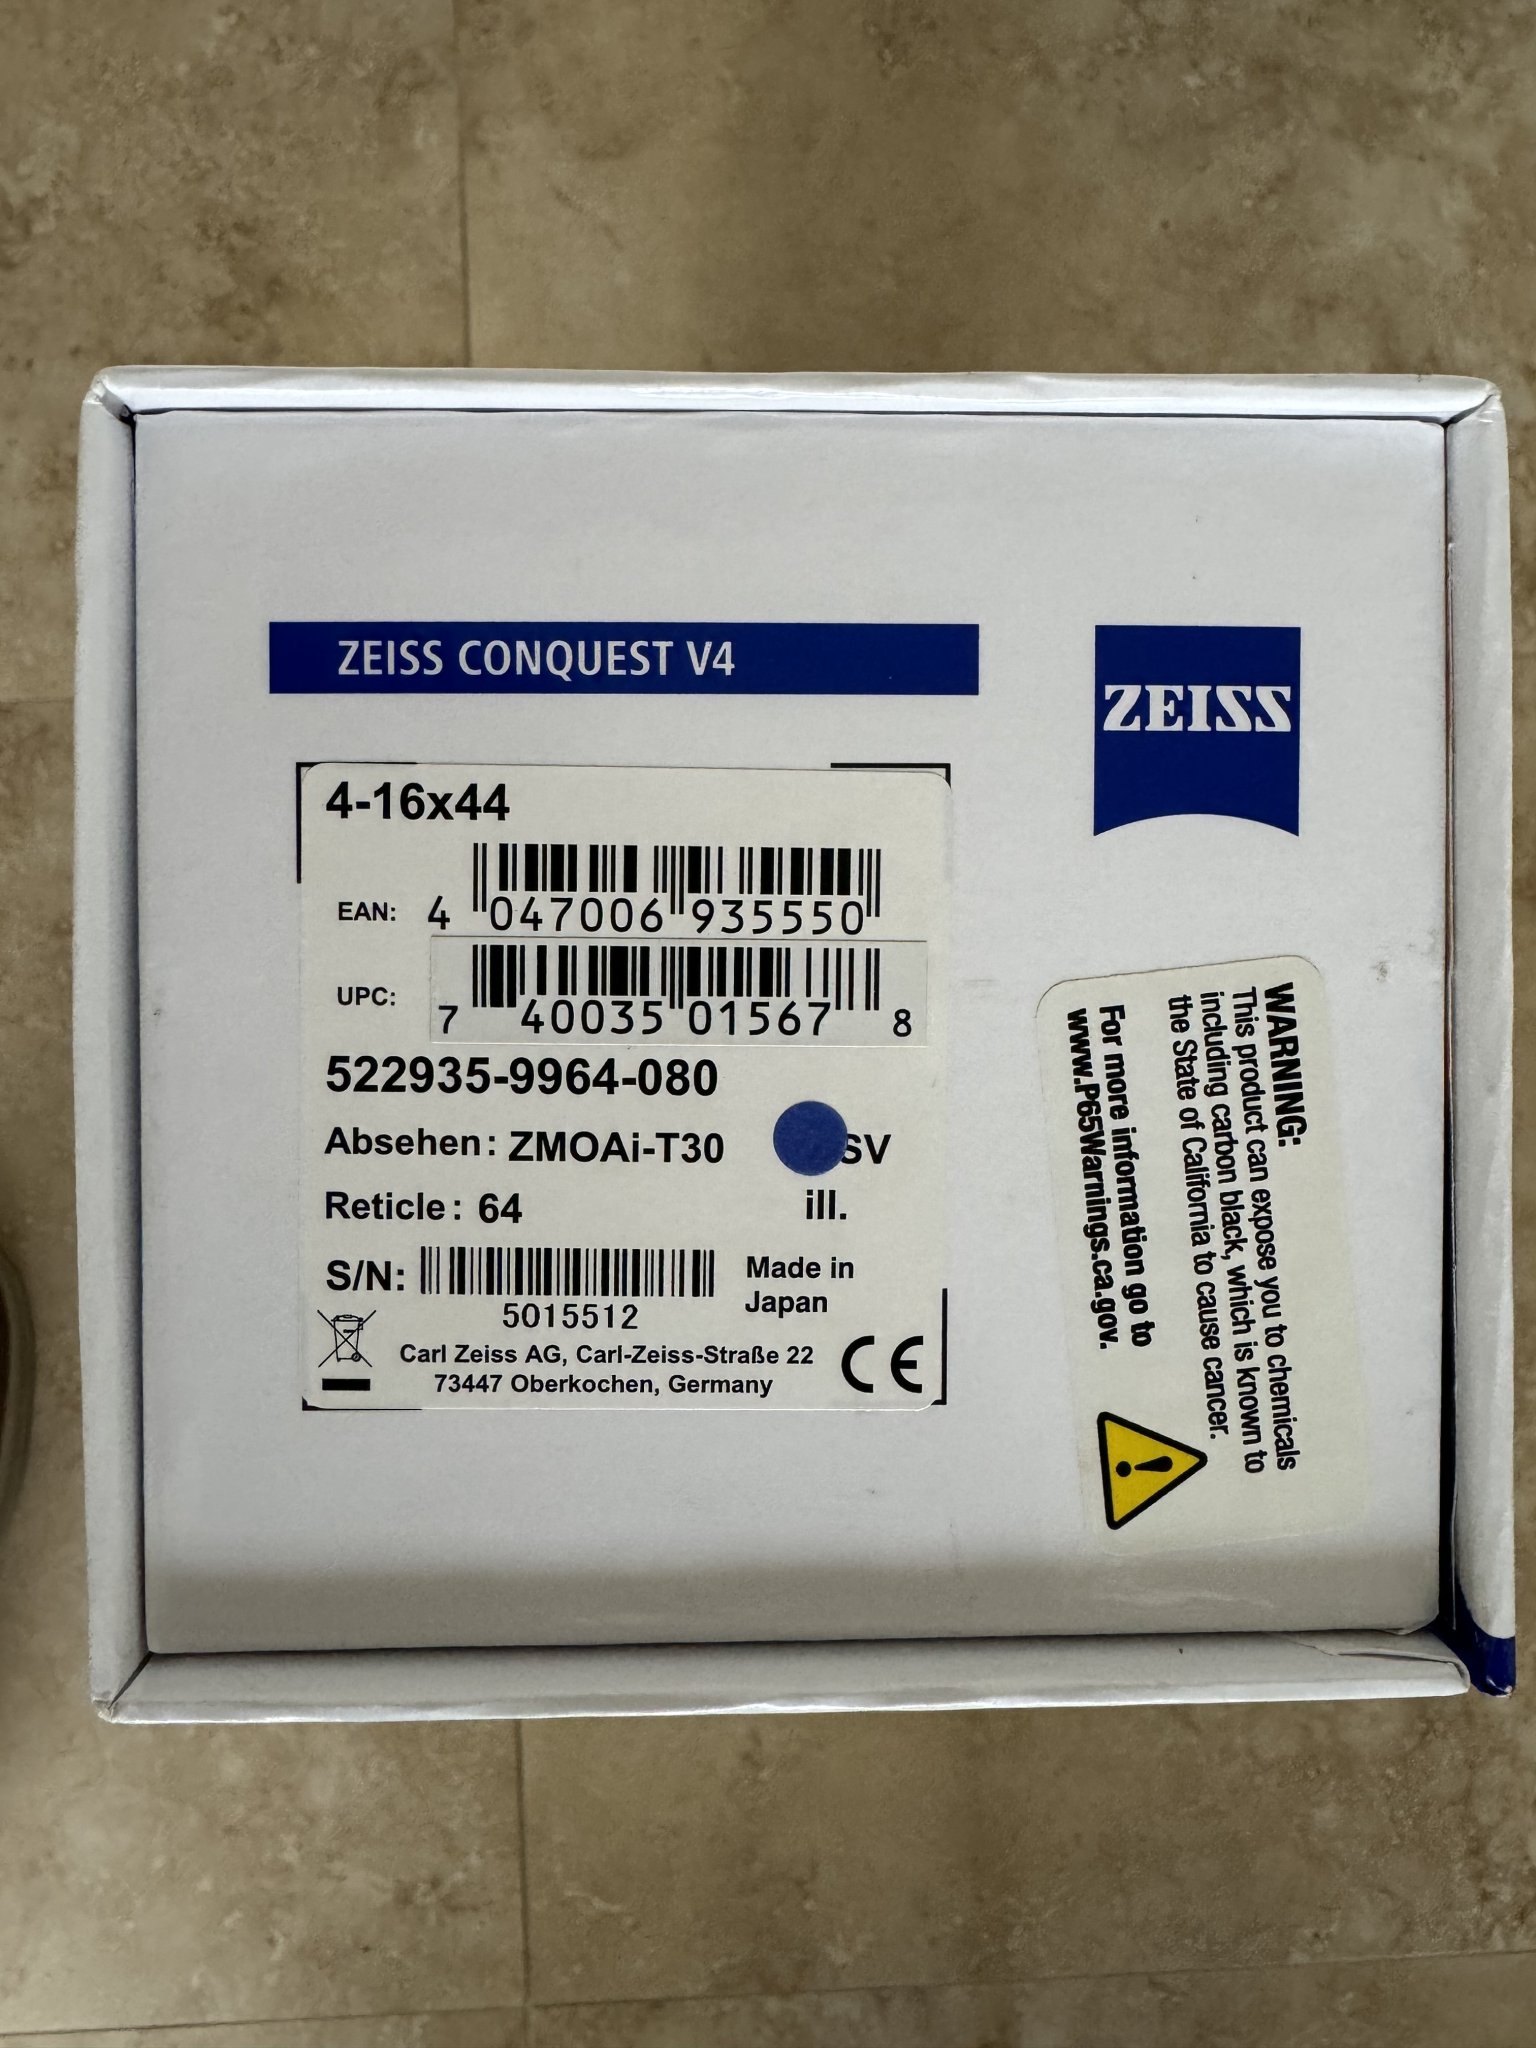 ZEISS CONQUEST V4
ZEISS
4-16x44
EAN: 4 047006 935550
UPC: 7 40035 01567 8
522935-9964-080
Absehen: ZMOAi-T30 SV
Reticle: 64 ill.
S/N:
5015512
Made in
Japan
Carl Zeiss AG, Carl-Zeiss-Straße 22
73447 Oberkochen, Germany
CE
WARNING:
This product can expose you to chemicals
including carbon black, which is known to
the State of California to cause cancer.
For more information go to
www.P65Warnings.ca.gov.